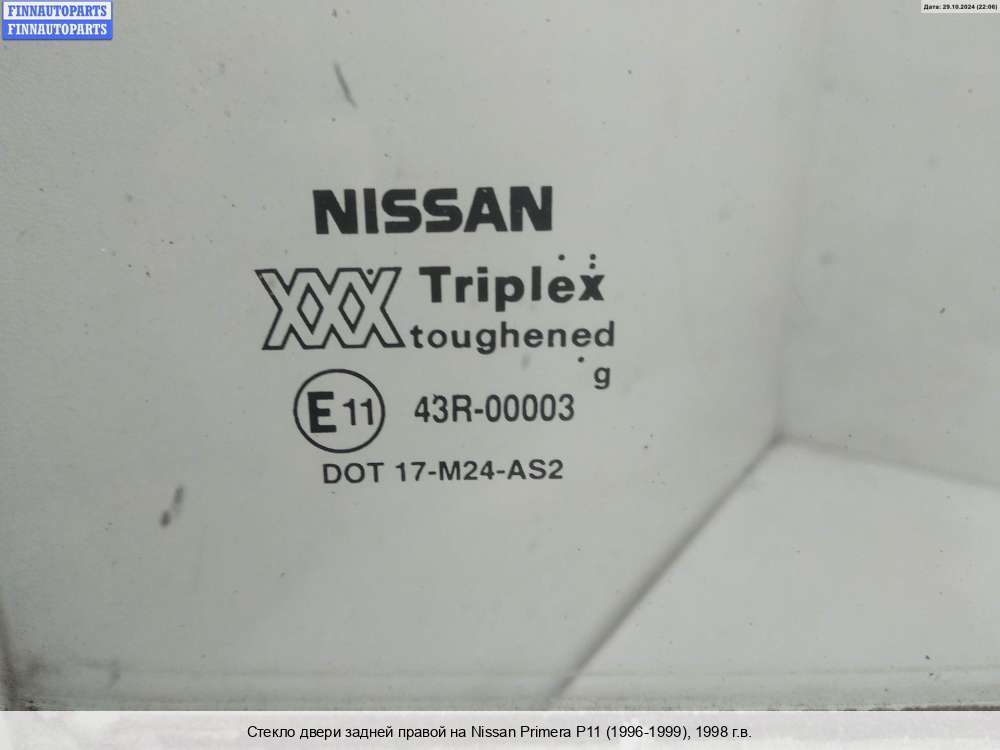 FINNAUTOPARTS
FINNAUTOPARTS
Дата: 29.10.2024 (22:06)
NISSAN
XXX Triplex
toughened
g
E11 43R-00003
DOT 17-M24-AS2
Стекло двери задней правой на Nissan Primera P11 (1996-1999), 1998 г.в.